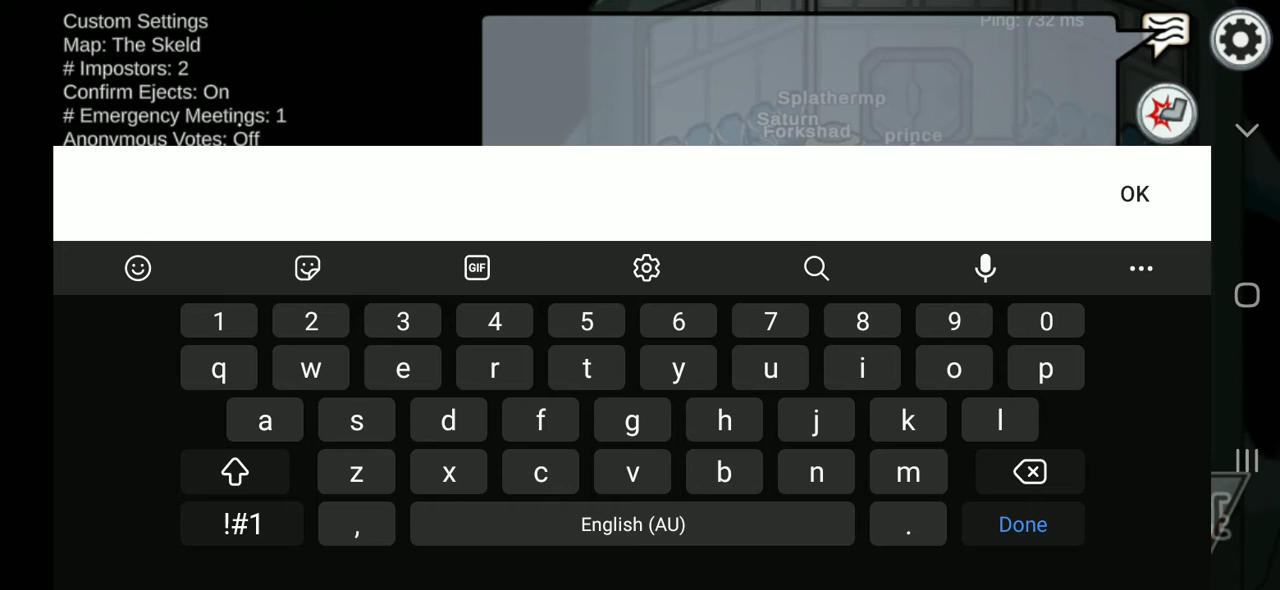 Custom Settings
Map: The Skeld
# Impostors: 2
Confirm Ejects: On
# Emergency Meetings: 1
Anonymous Votes: Off
Ping: 732 ms
Splathermp
Saturn
Forkshad
prince
OK
GIF
1 2 3 4 5 6 7 8 9 0
q w e r t y u i o p
a s d f g h j k l
z x c v b n m
!#1 , English (AU) . Done